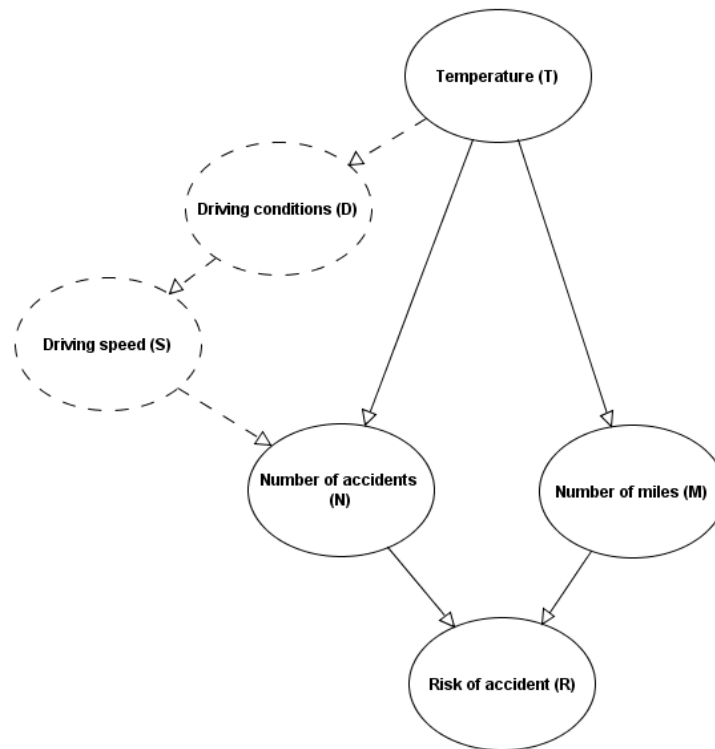 Temperature (T)
Driving conditions (D)
Driving speed (S)
Number of accidents
(N)
Number of miles (M)
Risk of accident (R)